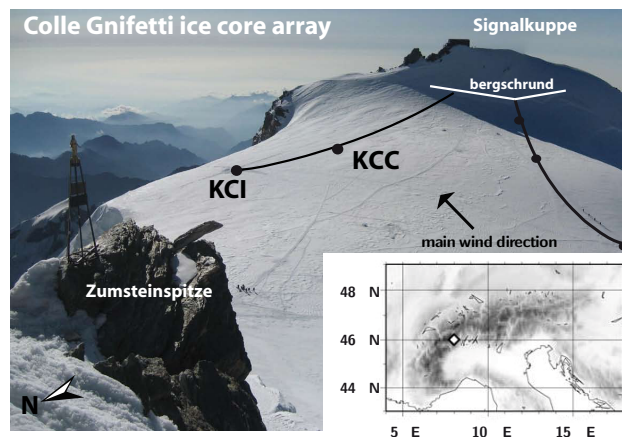 Colle Gnifetti ice core array
Signalkuppe
bergschrund
KCC
KCI
main wind direction
Zumsteinspitze
N
48 N
46 N
44 N
5 E 10 E 15 E